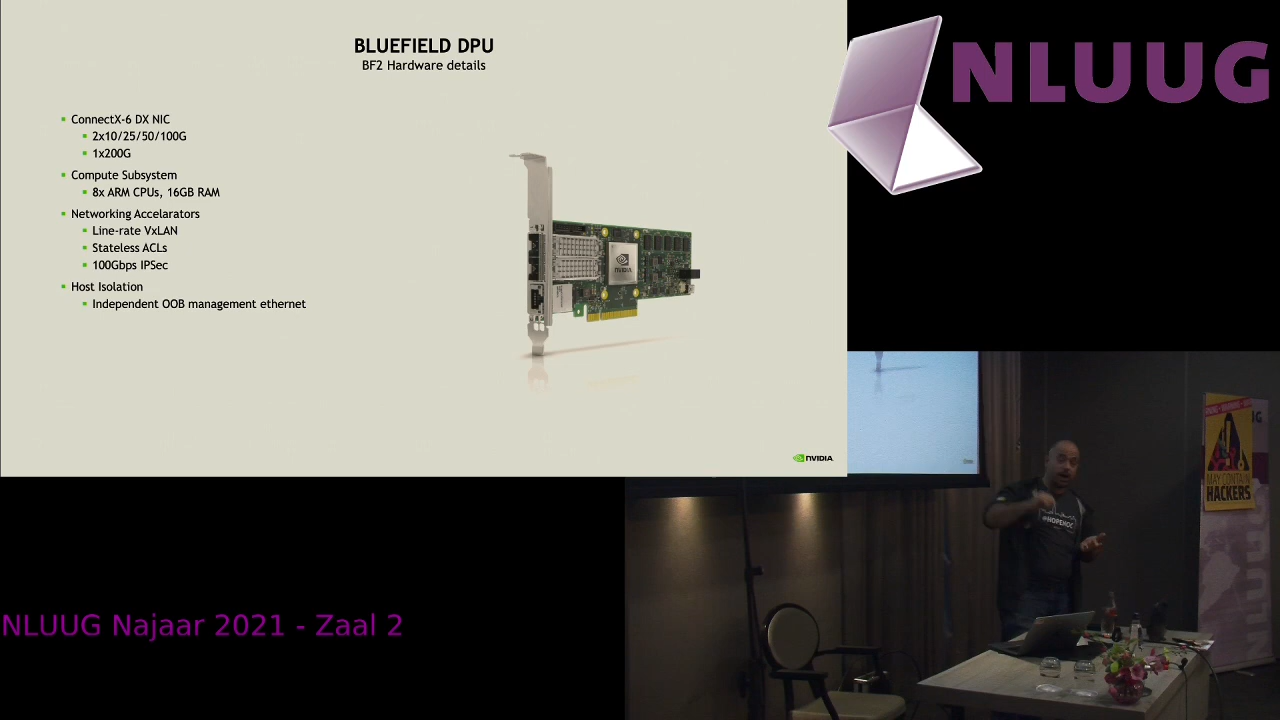 BLUEFIELD DPU
BF2 Hardware details
ConnectX-6 DX NIC
2x10/25/50/100G
1x200G
Compute Subsystem
8x ARM CPUs, 16GB RAM
Networking Accelarators
Line-rate VxLAN
Stateless ACLs
100Gbps IPSec
Host Isolation
Independent OOB management ethernet
NVIDIA
NVIDIA.
NLUUG
MAY CONTAIN
HACKERS
#HOPENOC
NLUUG Najaar 2021 - Zaal 2